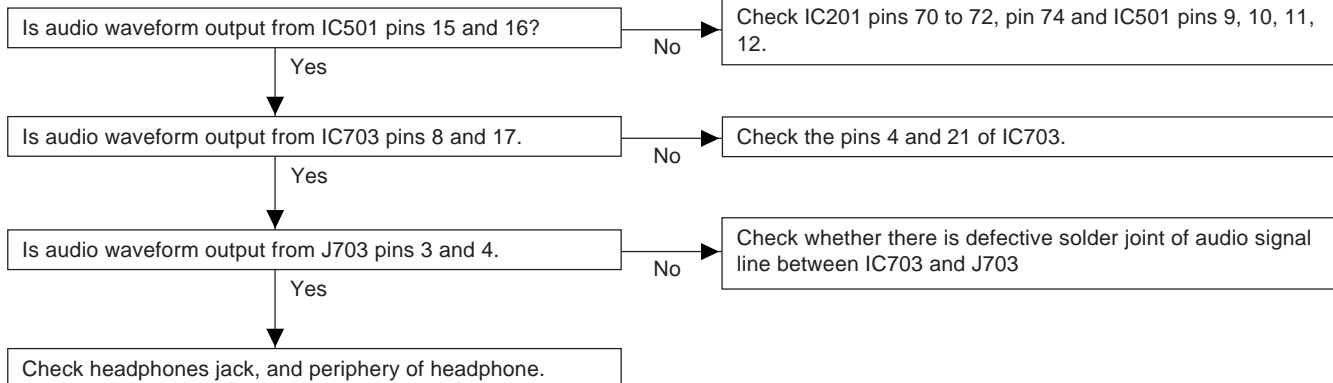 Is audio waveform output from IC501 pins 15 and 16?
No
Check IC201 pins 70 to 72, pin 74 and IC501 pins 9, 10, 11,
12.
Yes
Is audio waveform output from IC703 pins 8 and 17.
No
Check the pins 4 and 21 of IC703.
Yes
Is audio waveform output from J703 pins 3 and 4.
No
Check whether there is defective solder joint of audio signal
line between IC703 and J703
Yes
Check headphones jack, and periphery of headphone.